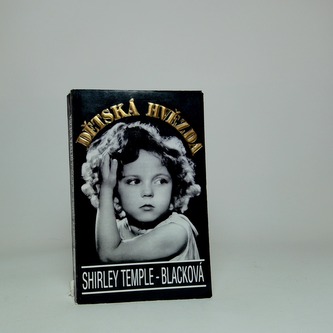 DĚTSKÁ HVĚZDA
SHIRLEY TEMPLE - BLACKOVÁ